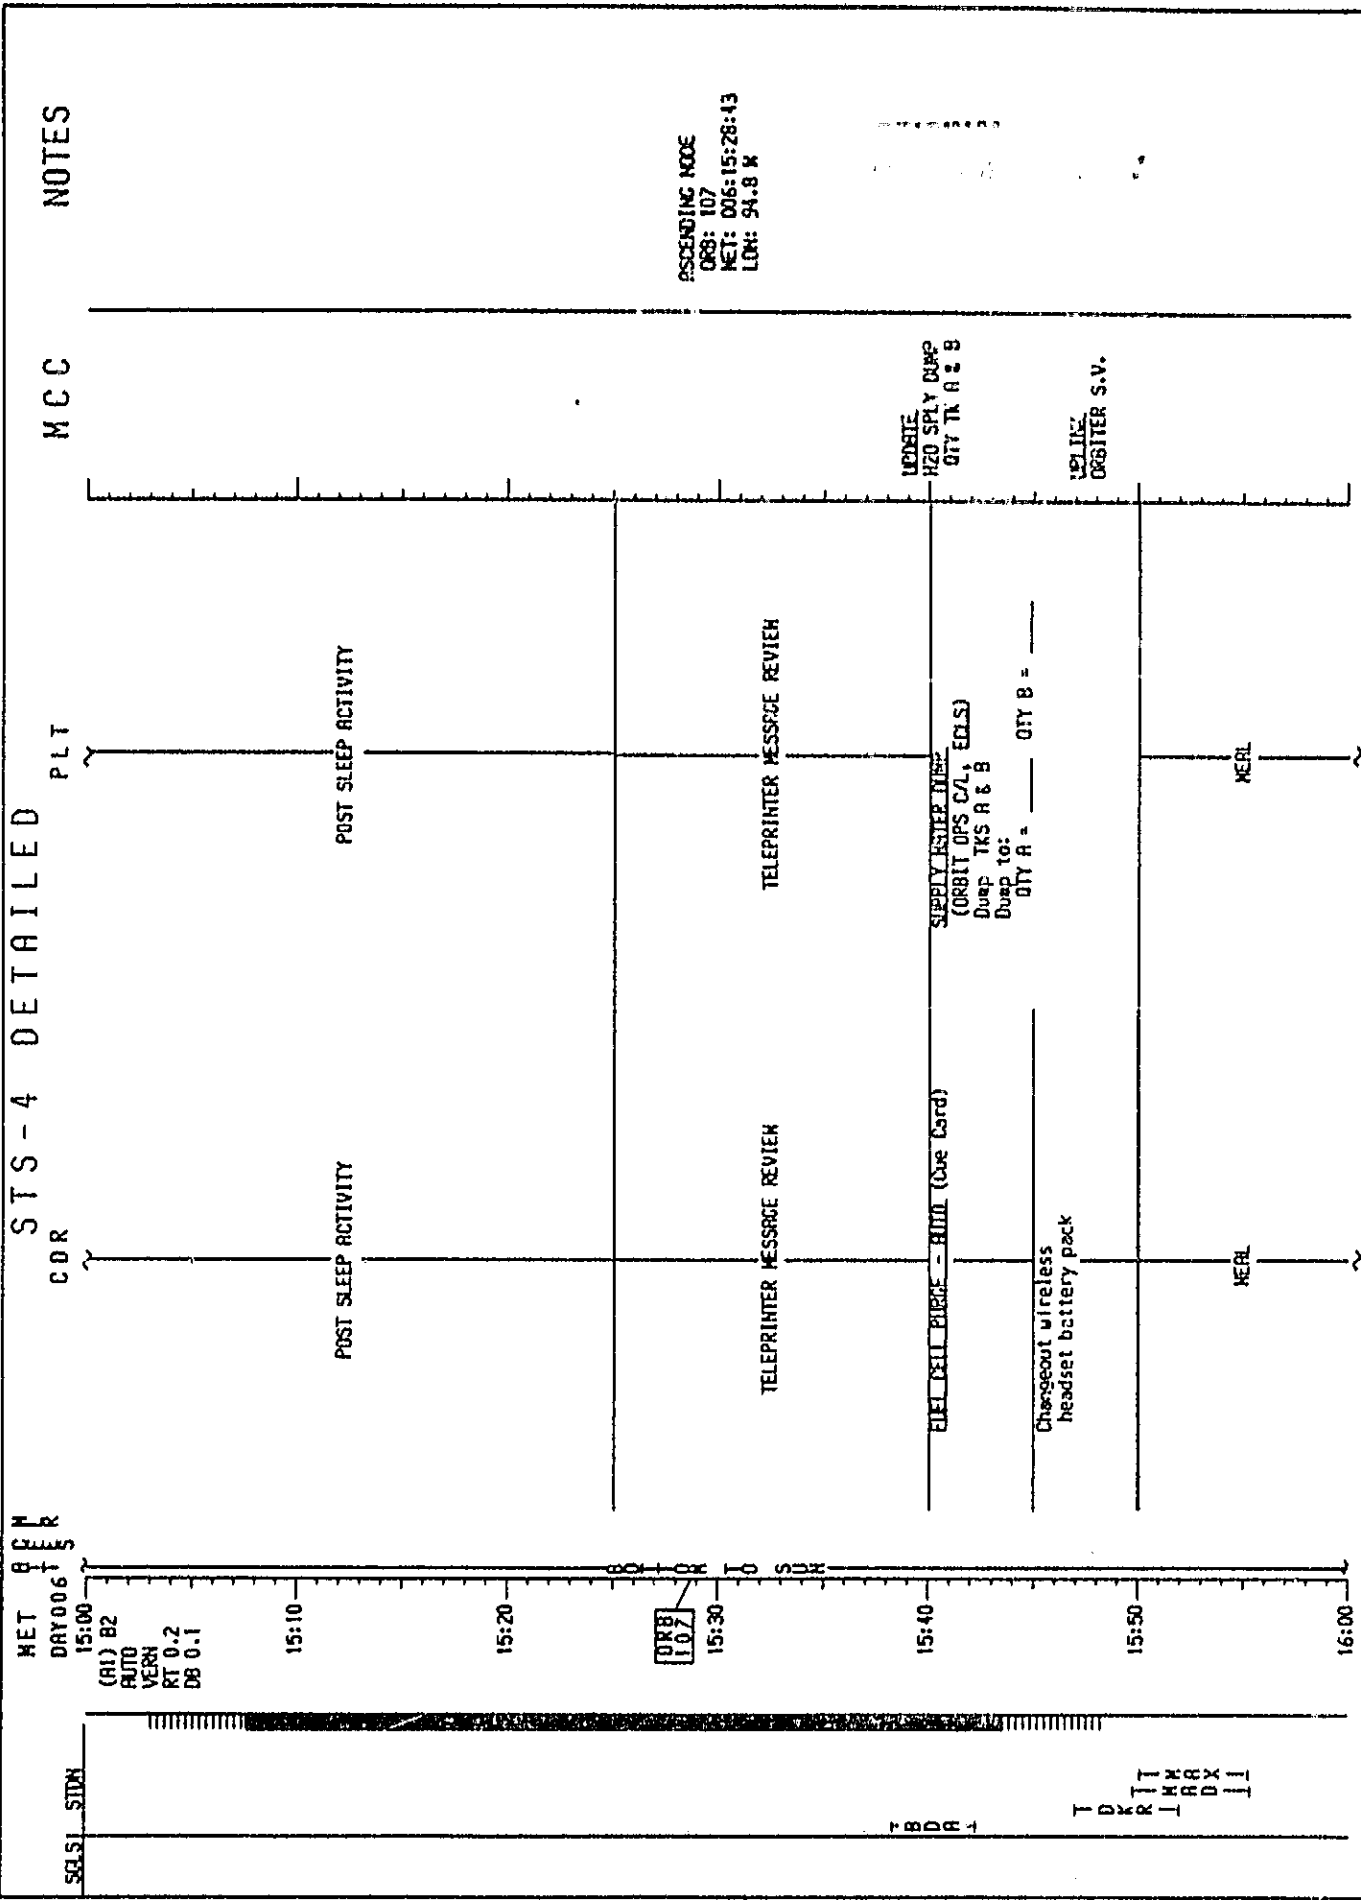 STS-4 DETAILED
MET
DAY006
CDR
PLT
MCC
NOTES
SGLS
STDN
15:00
(A1) B2
AUTO
VERN
RT 0.2
DB 0.1
15:10
15:20
ORB
107
15:30
15:40
15:50
16:00
BOTTOM TO SUN
POST SLEEP ACTIVITY
TELEPRINTER MESSAGE REVIEW
FUEL CELL PURGE - AUTO (Cue Card)
Changeout wireless
headset battery pack
MEAL
POST SLEEP ACTIVITY
TELEPRINTER MESSAGE REVIEW
SUPPLY WATER DUMP
(ORBIT OPS C/L, ECLS)
Dump TKS A & B
Dump to:
QTY A = QTY B =
MEAL
UPDATE
H2O SPLY DUMP
QTY TK A & B
UPLINK
ORBITER S.V.
ASCENDING NODE
ORB: 107
MET: 006:15:28:43
LON: 94.8 W
BDA
DKR
IMAD
MAX